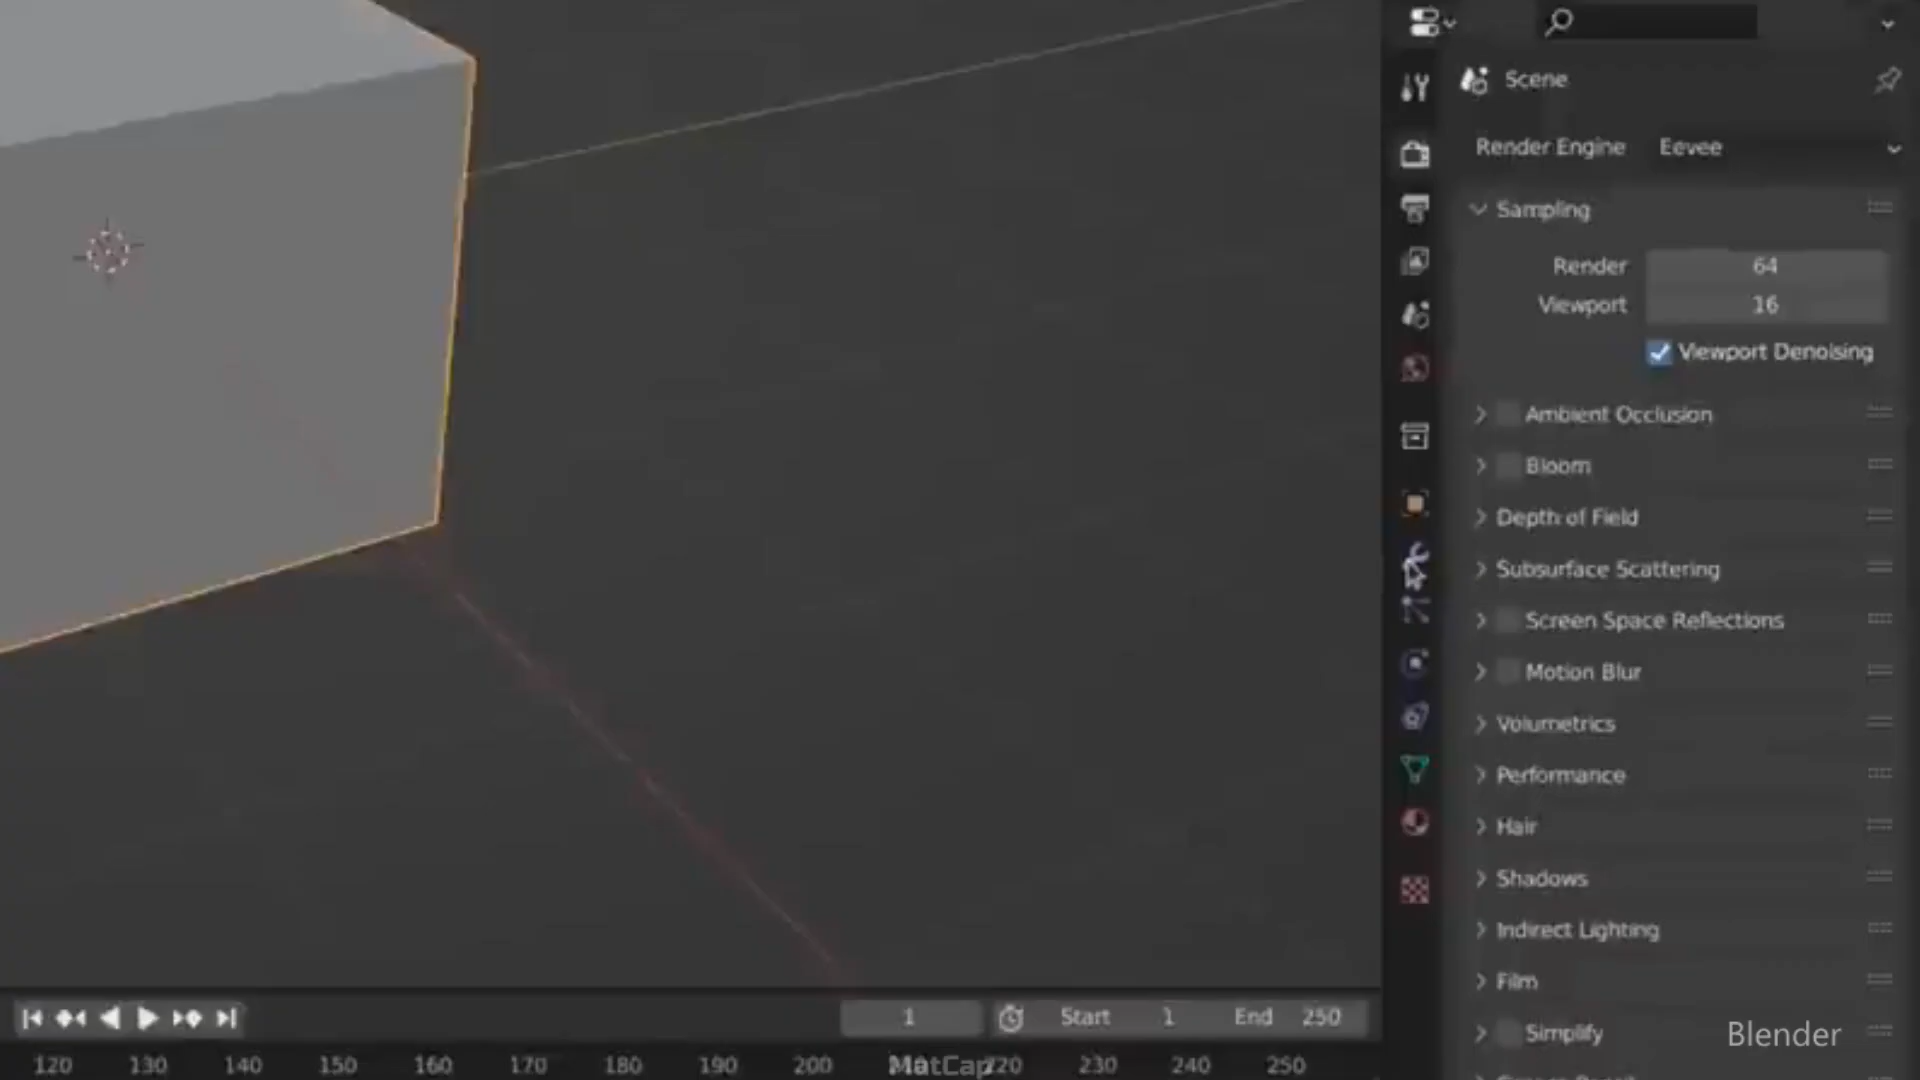 Scene
Render Engine Eevee
Sampling
Render 64
Viewport 16
Viewport Denoising
Ambient Occlusion
Bloom
Depth of Field
Subsurface Scattering
Screen Space Reflections
Motion Blur
Volumetrics
Performance
Hair
Shadows
Indirect Lighting
Film
Simplify
Blender
1 Start 1 End 250
120 130 140 150 160 170 180 190 200 MatCap 220 230 240 250